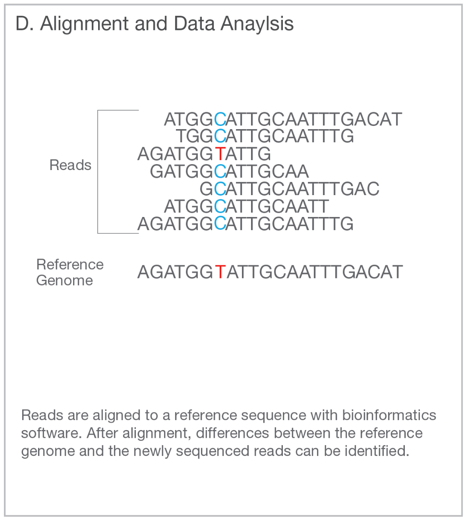 D. Alignment and Data Anaylsis
ATGGCATTGCAATTTGACAT
TGGCATTGCAATTTG
AGATGGTATTG
Reads
GATGGCATTGCAA
GCATTGCAATTTGAC
ATGGCATTGCAATT
AGATGGCATTGCAATTTG
Reference
Genome
AGATGGTATTGCAATTTGACAT
Reads are aligned to a reference sequence with bioinformatics
software. After alignment, differences between the reference
genome and the newly sequenced reads can be identified.